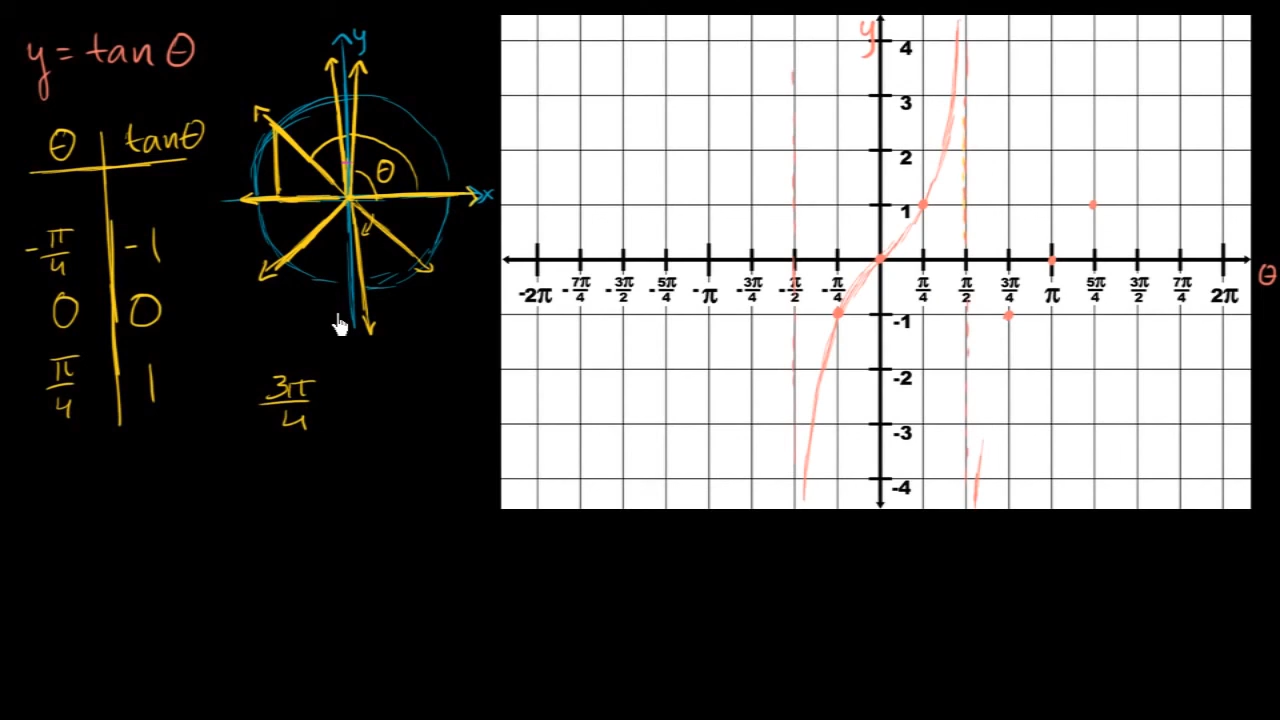 y = tan θ
θ tanθ
-π/4 -1
0 0
π/4 1
y
θ
x
3π/4
y
4
3
2
1
-2π -7π/4 -3π/2 -5π/4 -π -3π/4 -π/2 -π/4 π/4 π/2 3π/4 π 5π/4 3π/2 7π/4 2π
θ
-1
-2
-3
-4